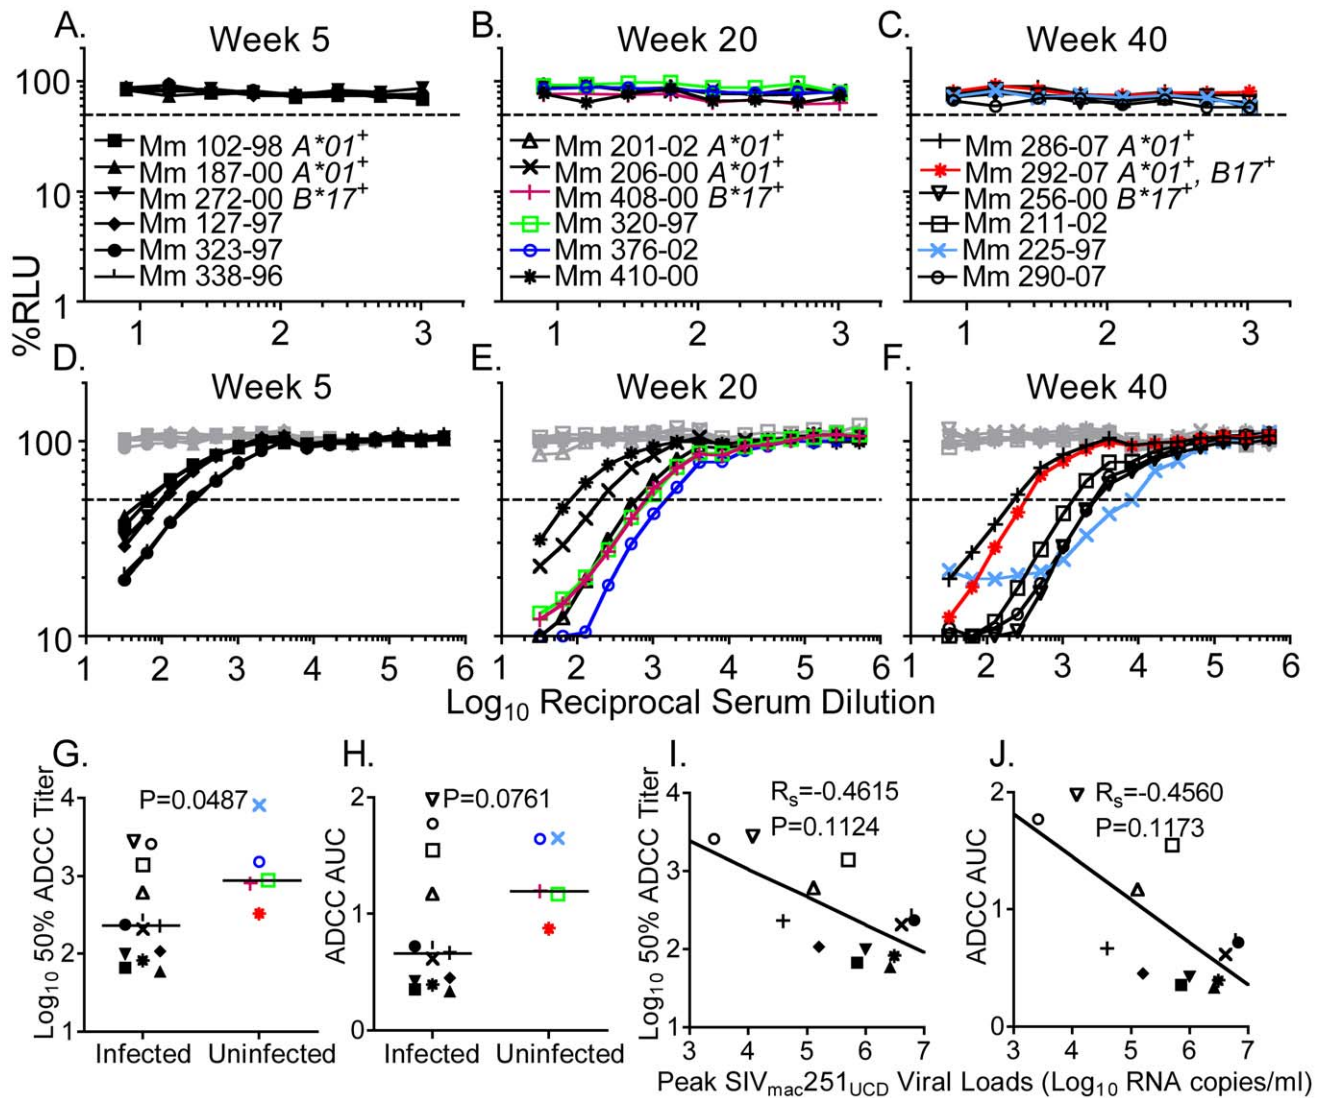 A. Week 5
B. Week 20
C. Week 40
%RLU
100
10
1
Mm 102-98 A*01+
Mm 187-00 A*01+
Mm 272-00 B*17+
Mm 127-97
Mm 323-97
Mm 338-96
Mm 201-02 A*01+
Mm 206-00 A*01+
Mm 408-00 B*17+
Mm 320-97
Mm 376-02
Mm 410-00
Mm 286-07 A*01+
Mm 292-07 A*01+, B17+
Mm 256-00 B*17+
Mm 211-02
Mm 225-97
Mm 290-07
1 2 3
1 2 3
1 2 3
D. Week 5
E. Week 20
F. Week 40
100
10
1 2 3 4 5 6
1 2 3 4 5 6
1 2 3 4 5 6
Log10 Reciprocal Serum Dilution
G.
Log10 50% ADCC Titer
4
3
2
1
P=0.0487
Infected Uninfected
H.
ADCC AUC
2
1
0
P=0.0761
Infected Uninfected
I.
Log10 50% ADCC Titer
4
3
2
1
Rs=-0.4615
P=0.1124
3 4 5 6 7
J.
ADCC AUC
2
1
0
Rs=-0.4560
P=0.1173
3 4 5 6 7
Peak SIVmac251UCD Viral Loads (Log10 RNA copies/ml)